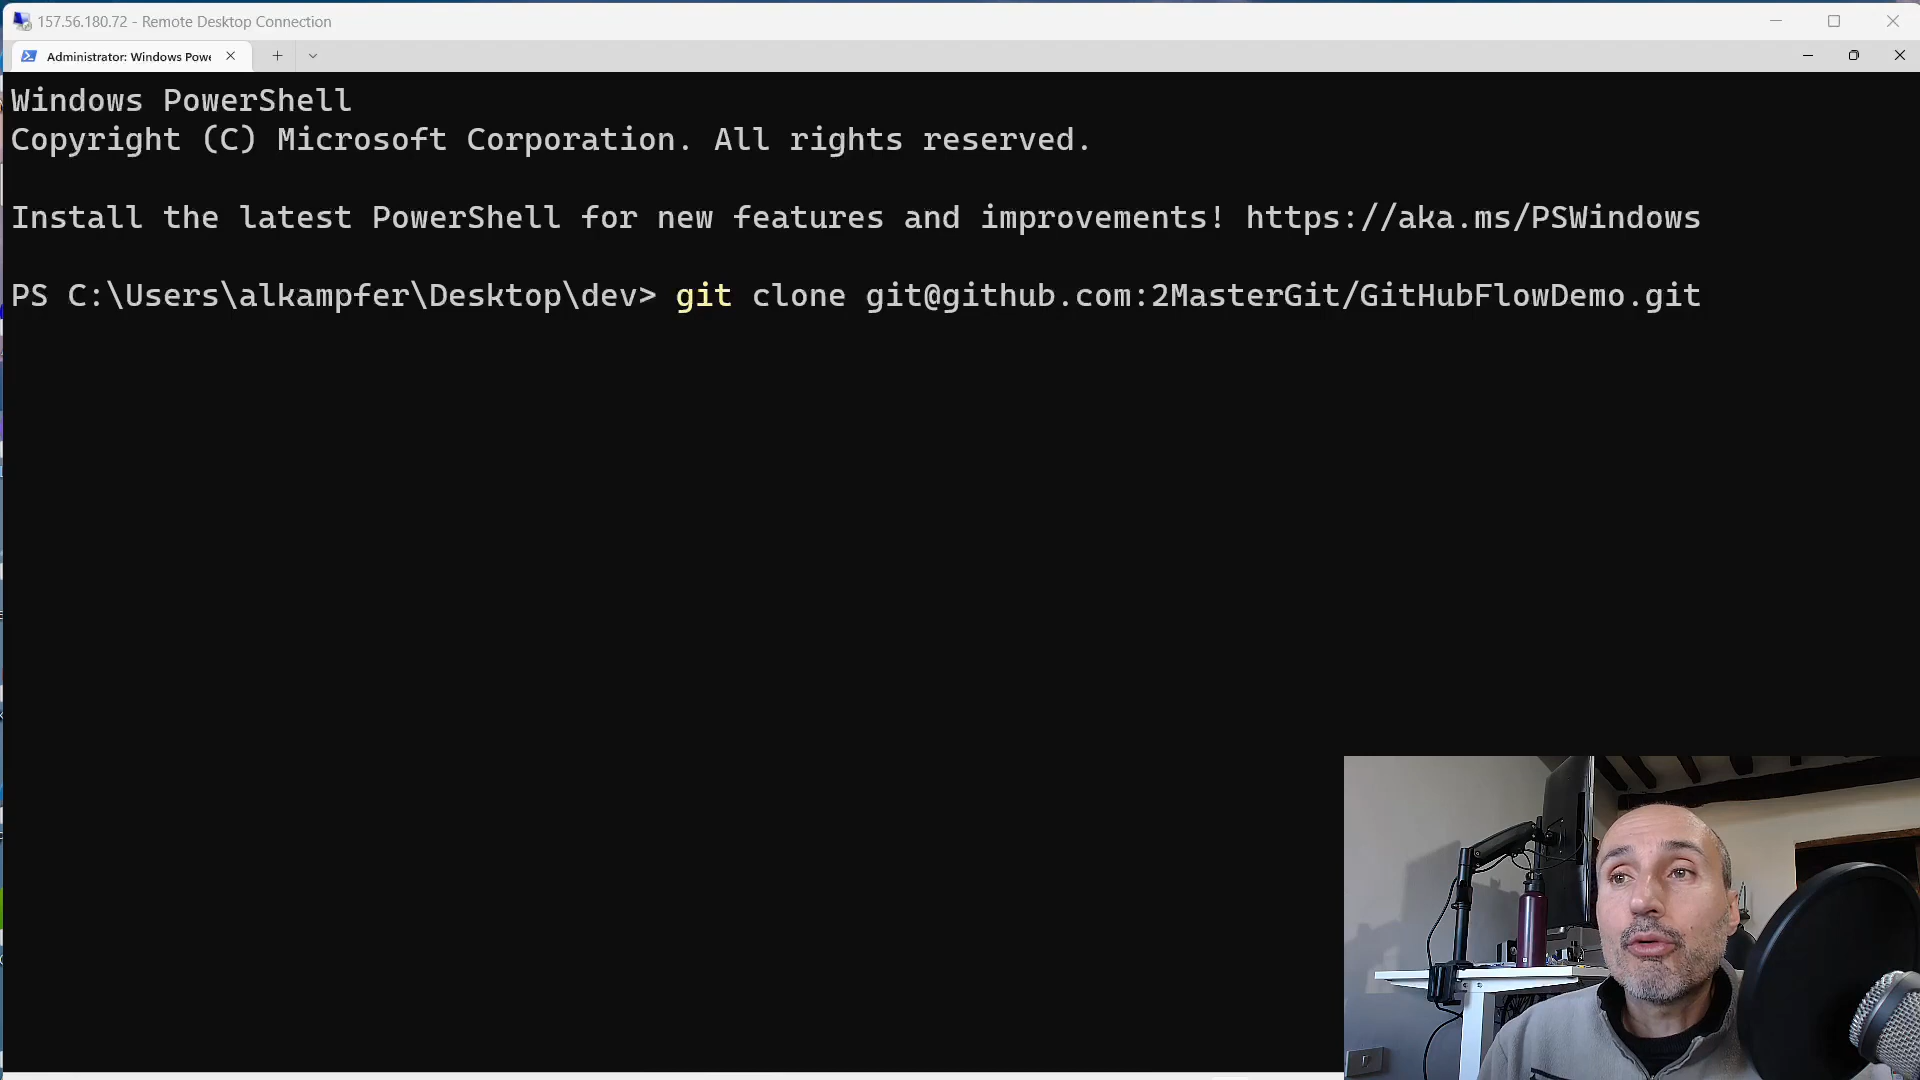 157.56.180.72 - Remote Desktop Connection
Administrator: Windows Powe
Windows PowerShell
Copyright (C) Microsoft Corporation. All rights reserved.
Install the latest PowerShell for new features and improvements! https://aka.ms/PSWindows
PS C:\Users\alkampfer\Desktop\dev> git clone git@github.com:2MasterGit/GitHubFlowDemo.git